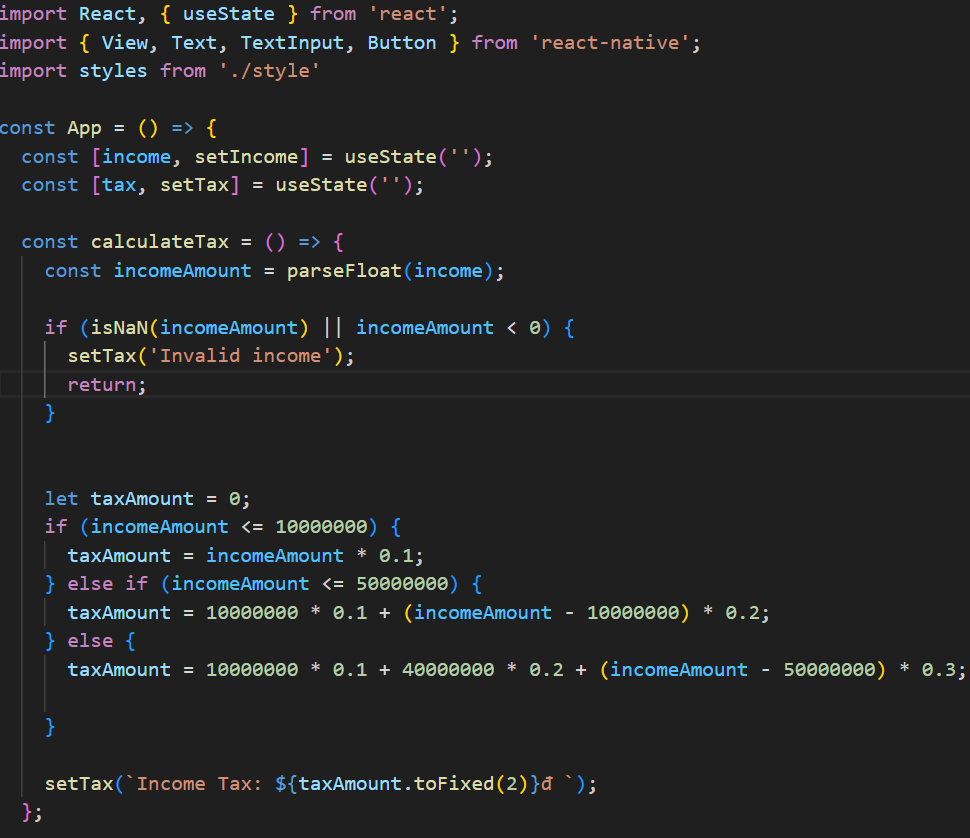 import React, { useState } from 'react';
import { View, Text, TextInput, Button } from 'react-native';
import styles from './style'
const App = () => {
const [income, setIncome] = useState('');
const [tax, setTax] = useState('');
const calculateTax = () => {
const incomeAmount = parseFloat(income);
if (isNaN(incomeAmount) || incomeAmount < 0) {
setTax('Invalid income');
return;
}
let taxAmount = 0;
if (incomeAmount <= 10000000) {
taxAmount = incomeAmount * 0.1;
} else if (incomeAmount <= 50000000) {
taxAmount = 10000000 * 0.1 + (incomeAmount - 10000000) * 0.2;
} else {
taxAmount = 10000000 * 0.1 + 40000000 * 0.2 + (incomeAmount - 50000000) * 0.3;
}
setTax(`Income Tax: ${taxAmount.toFixed(2)}đ `);
};